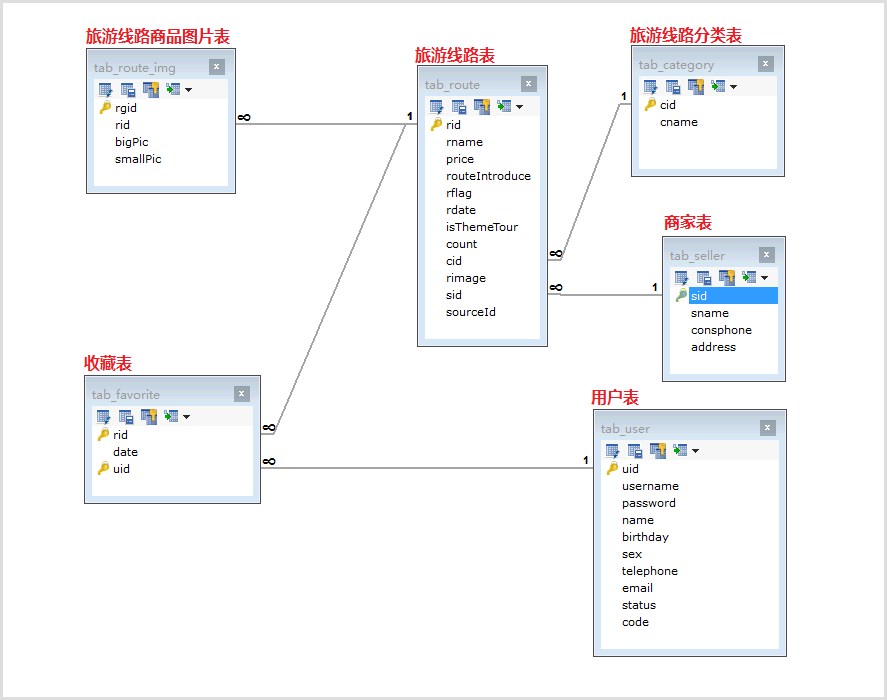 旅游线路商品图片表
tab_route_img
rgid
rid
bigPic
smallPic
旅游线路表
tab_route
rid
rname
price
routeIntroduce
rflag
rdate
isThemeTour
count
cid
rimage
sid
sourceId
旅游线路分类表
tab_category
cid
cname
商家表
tab_seller
sid
sname
consphone
address
收藏表
tab_favorite
rid
date
uid
用户表
tab_user
uid
username
password
name
birthday
sex
telephone
email
status
code
∞
1
1
∞
∞
1
∞
∞
1